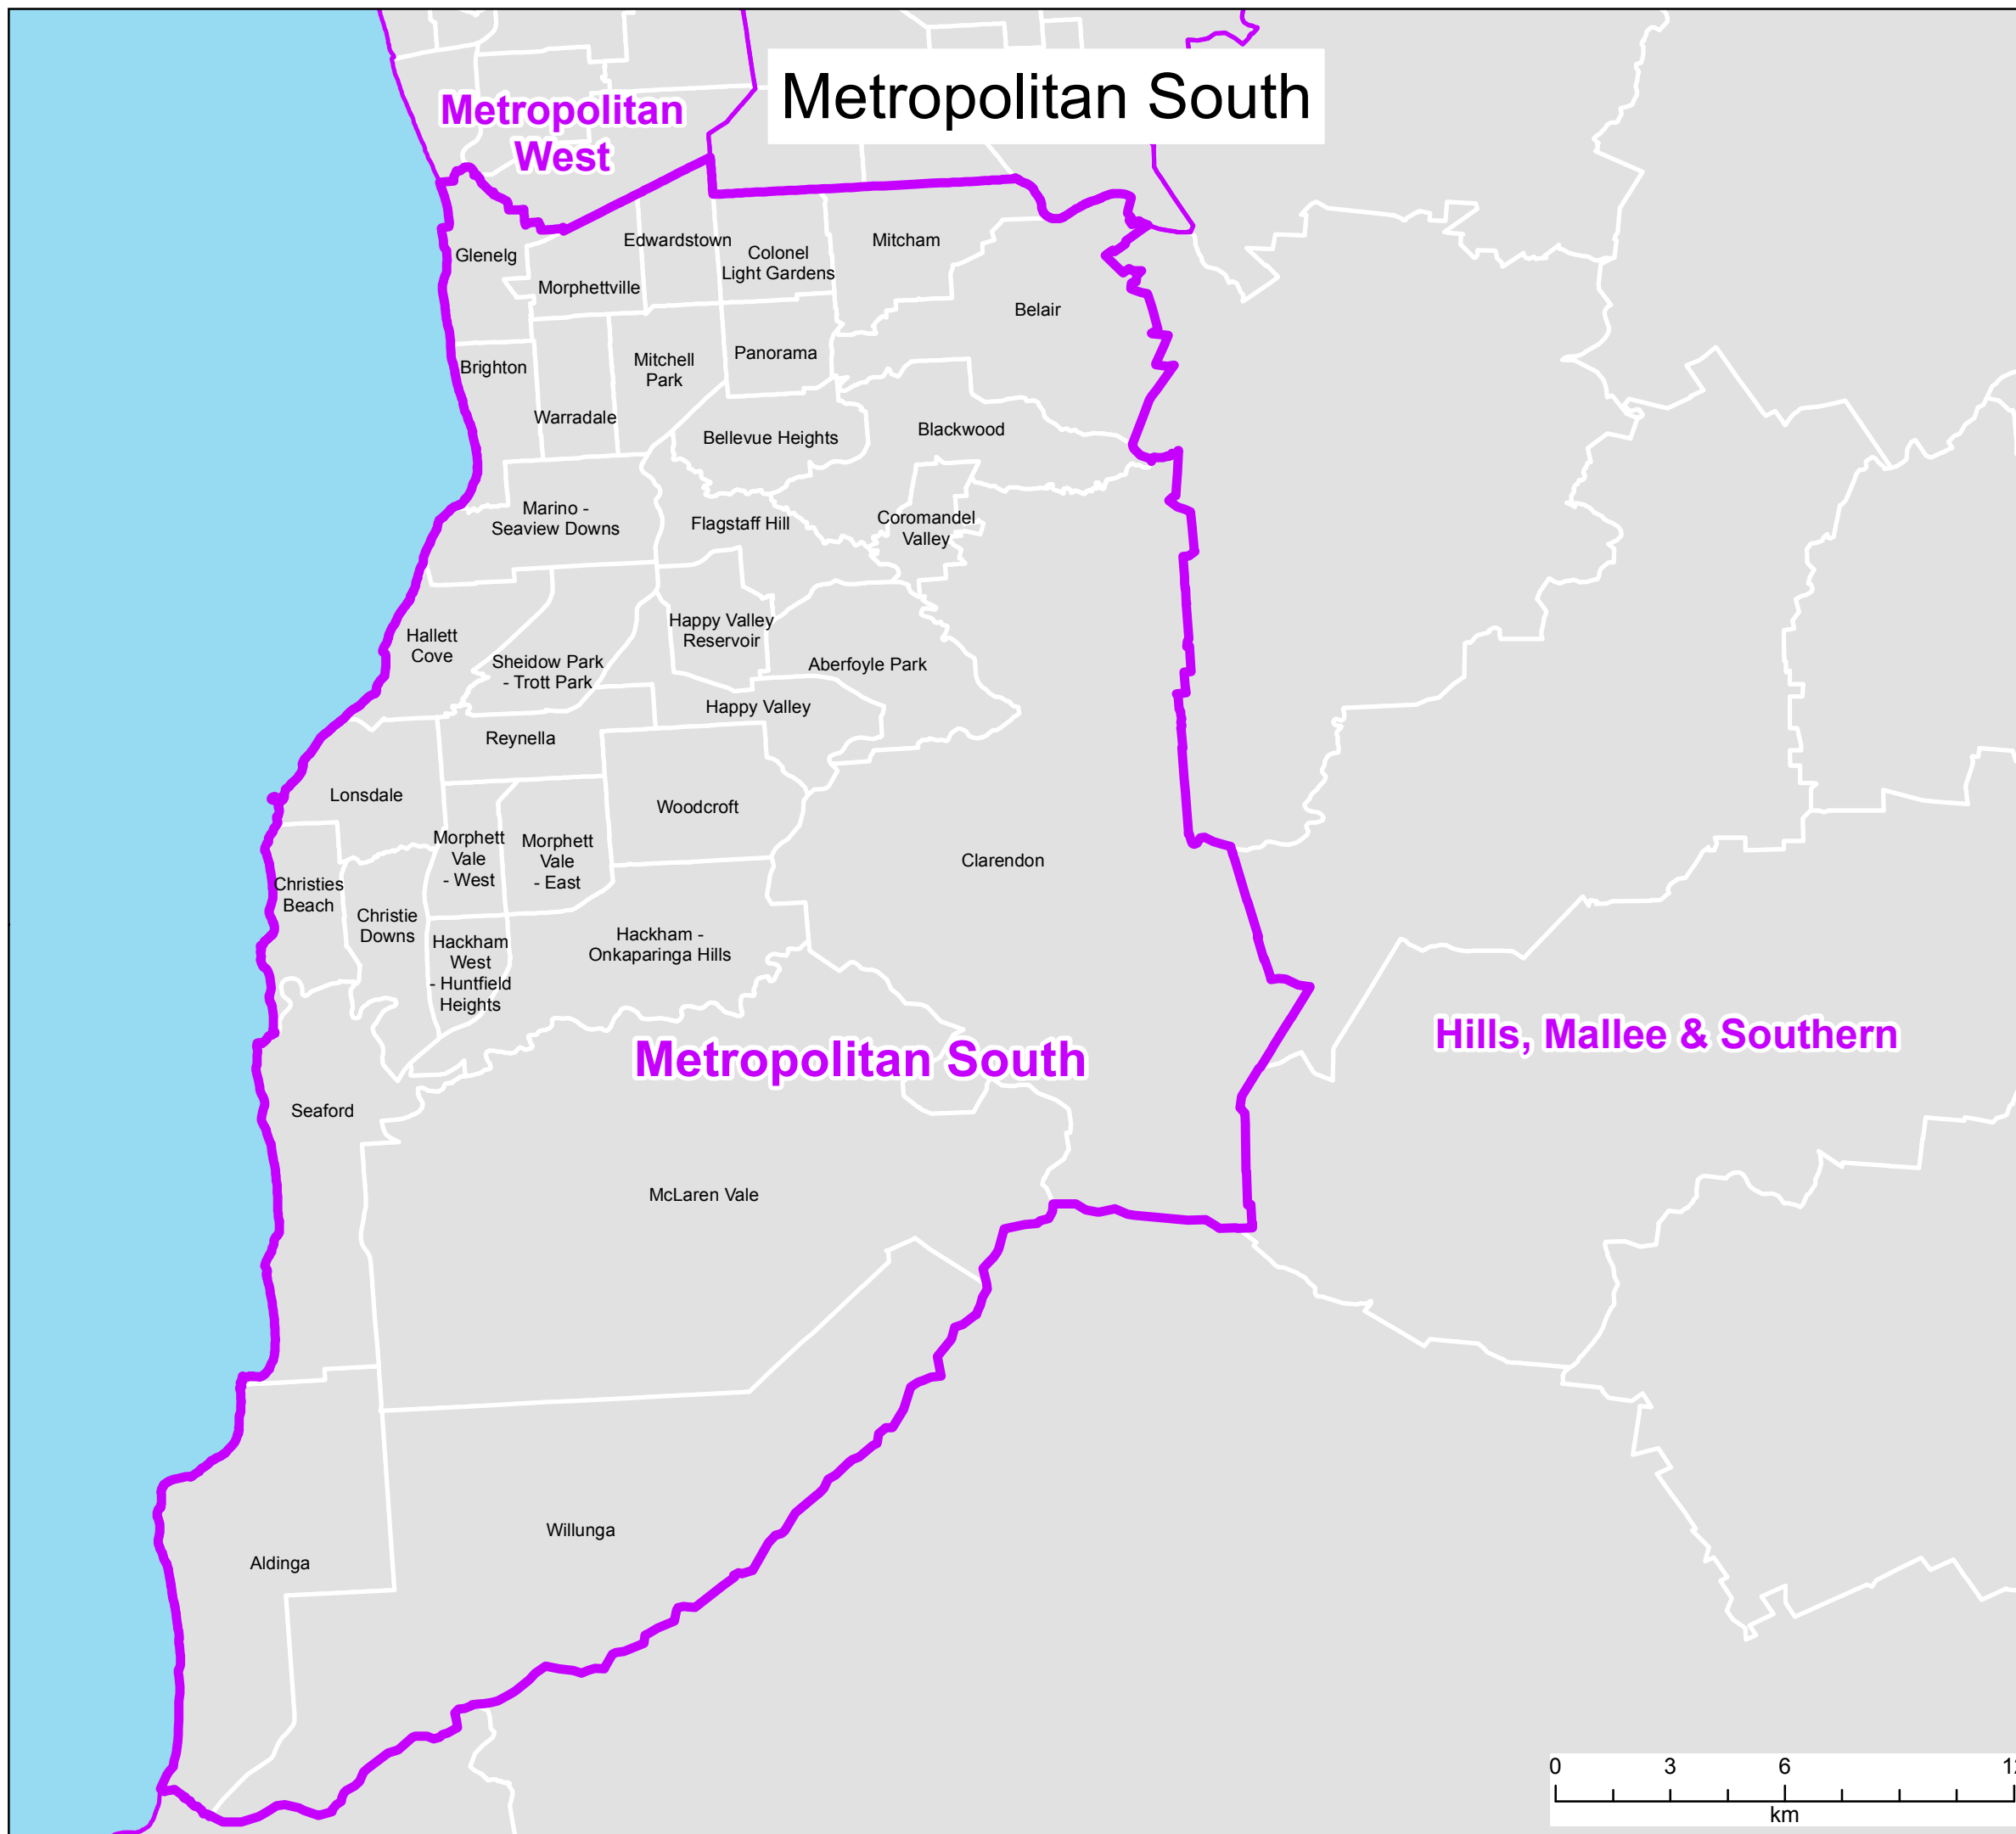 Metropolitan South
Metropolitan
West
Glenelg
Edwardstown
Colonel
Light Gardens
Mitcham
Morphettville
Belair
Brighton
Mitchell
Park
Panorama
Warradale
Bellevue Heights
Blackwood
Marino -
Seaview Downs
Flagstaff Hill
Coromandel
Valley
Hallett
Cove
Happy Valley
Reservoir
Sheidow Park
- Trott Park
Aberfoyle Park
Happy Valley
Reynella
Lonsdale
Woodcroft
Morphett
Vale
- West
Morphett
Vale
- East
Clarendon
Christies
Beach
Christie
Downs
Hackham
West
- Huntfield
Heights
Hackham -
Onkaparinga Hills
Metropolitan South
Hills, Mallee & Southern
Seaford
McLaren Vale
Willunga
Aldinga
0 3 6
km